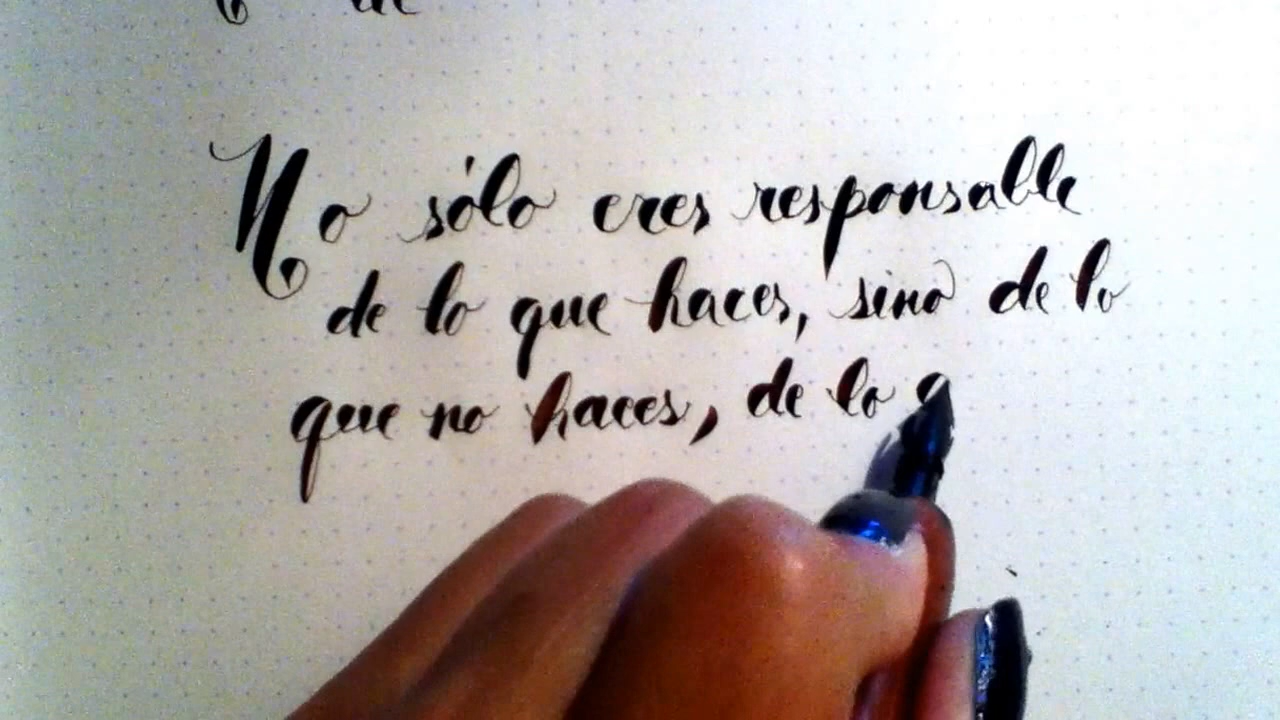 No sólo eres responsable
de lo que haces, sino de lo
que no haces, de lo